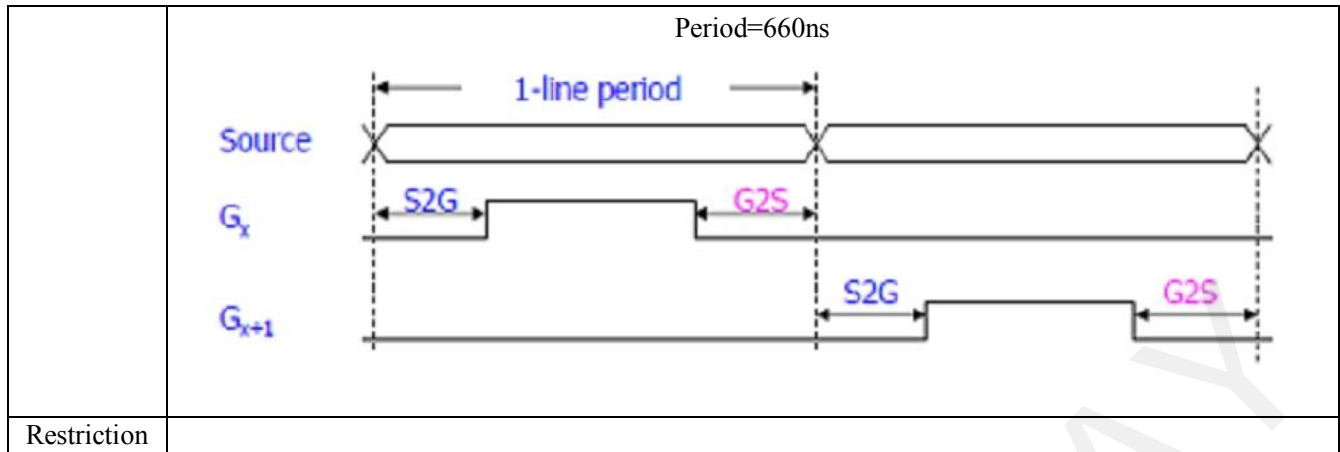 Period=660ns
1-line period
Source
S2G
G2S
Gx
S2G
G2S
Gx+1
Restriction